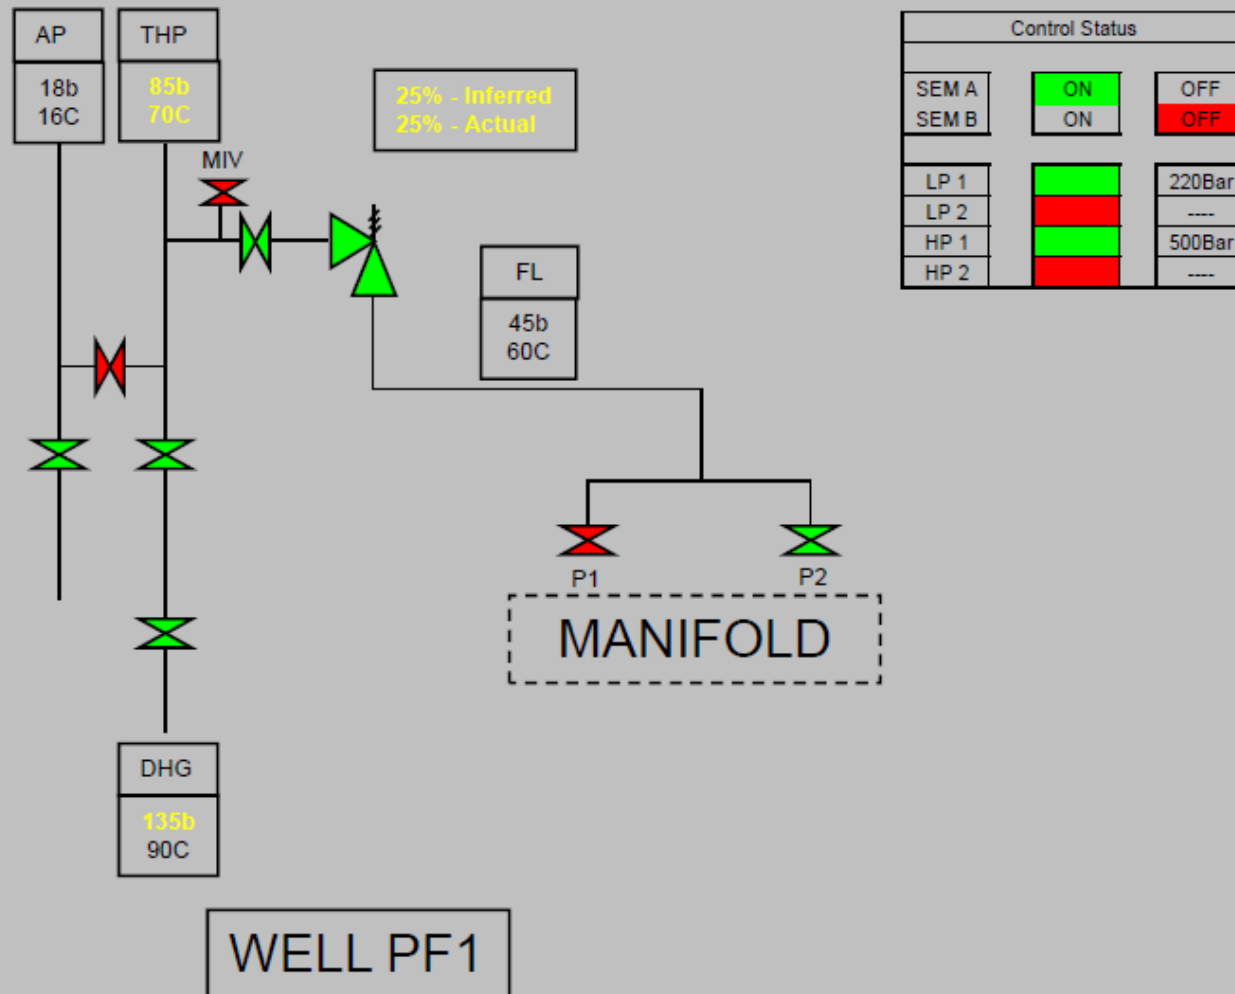 AP
THP
18b
16C
85b
70C
25% - Inferred
25% - Actual
MIV
FL
45b
60C
P1
P2
MANIFOLD
DHG
135b
90C
WELL PF1
Control Status
SEM A ON OFF
SEM B ON OFF
LP 1 220Bar
LP 2 ----
HP 1 500Bar
HP 2 ----